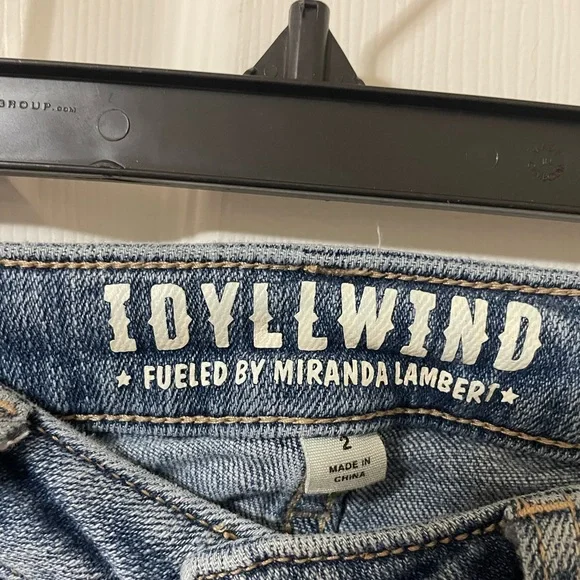 GROUP.com
IDYLLWIND
★ FUELED BY MIRANDA LAMBERT ★
2
MADE IN
CHINA